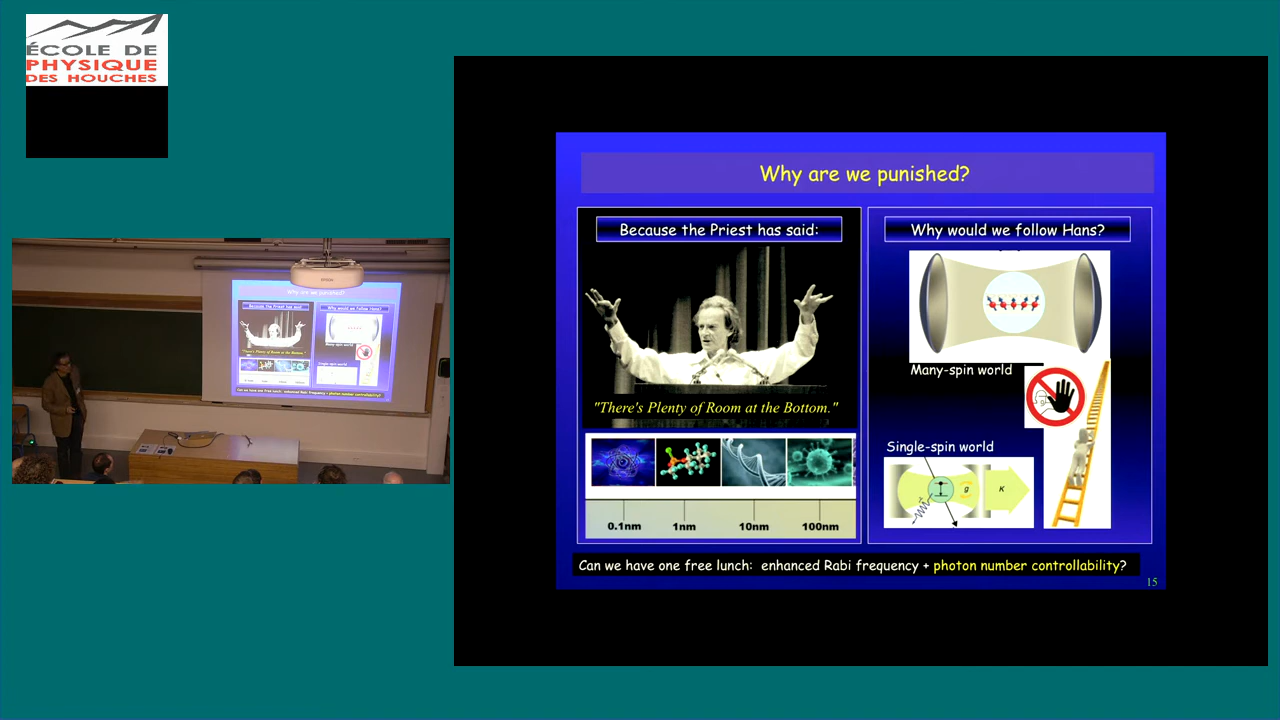 ÉCOLE DE
PHYSIQUE
DES HOUCHES
Why are we punished?
Because the Priest has said:
"There's Plenty of Room at the Bottom."
0.1nm 1nm 10nm 100nm
Why would we follow Hans?
Many-spin world
Single-spin world
g κ
Can we have one free lunch: enhanced Rabi frequency + photon number controllability?
15